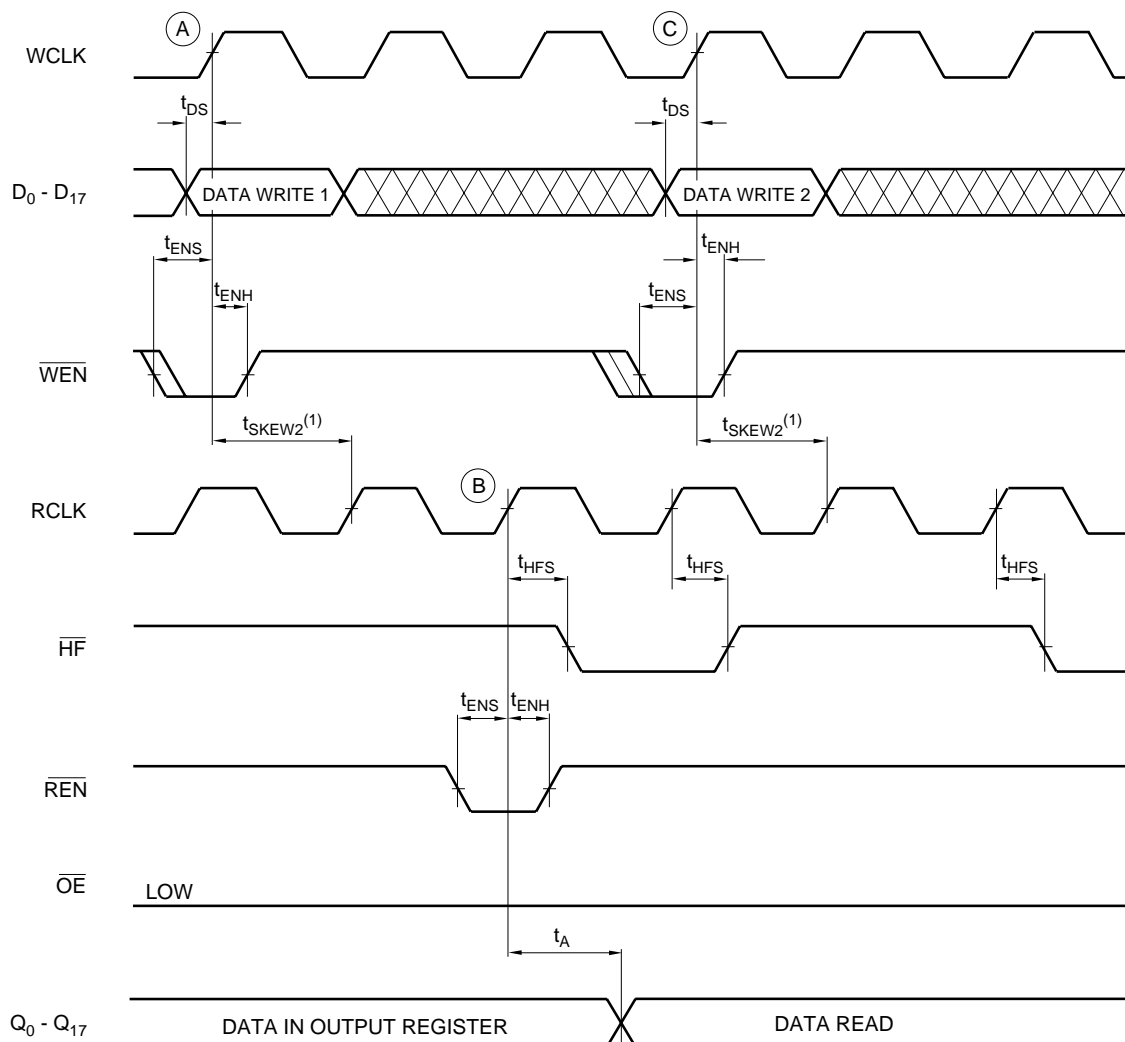 A C
WCLK
tDS tDS
D0 - D17 DATA WRITE 1 DATA WRITE 2
tENS tENH
tENH tENS
WEN
tSKEW2(1) tSKEW2(1)
B
RCLK
tHFS tHFS tHFS
HF
tENS tENH
REN
OE LOW
tA
Q0 - Q17 DATA IN OUTPUT REGISTER DATA READ